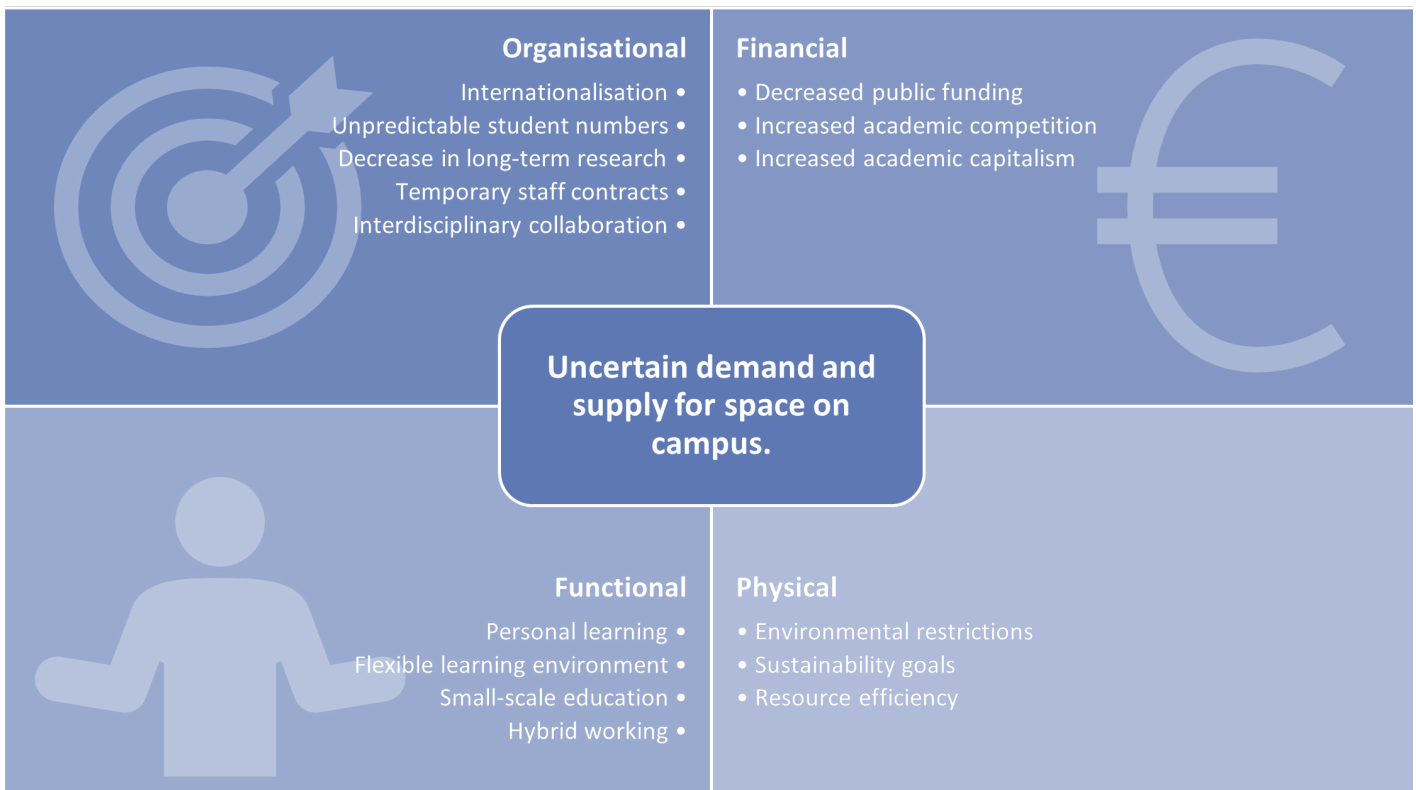 Organisational
Internationalisation •
Unpredictable student numbers •
Decrease in long-term research •
Temporary staff contracts •
Interdisciplinary collaboration •
Financial
• Decreased public funding
• Increased academic competition
• Increased academic capitalism
Uncertain demand and
supply for space on
campus.
Functional
Personal learning •
Flexible learning environment •
Small-scale education •
Hybrid working •
Physical
• Environmental restrictions
• Sustainability goals
• Resource efficiency